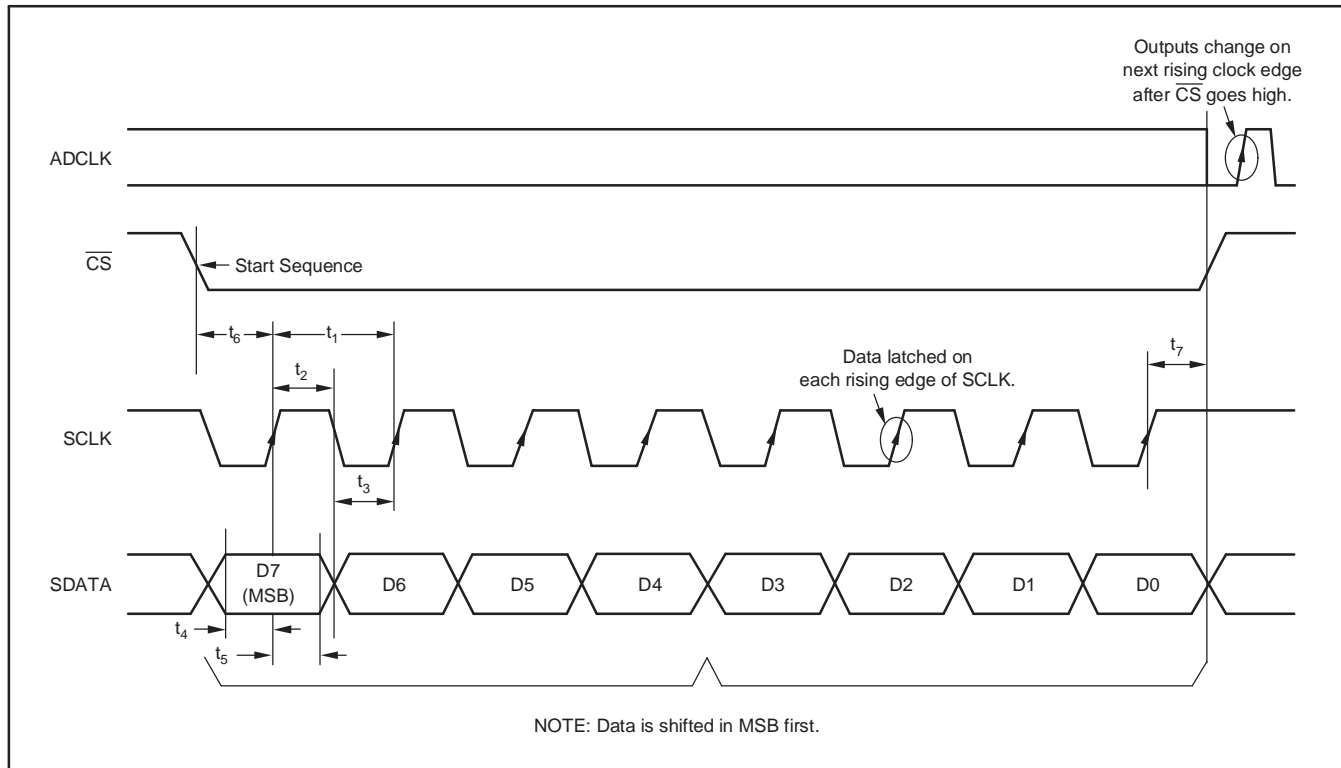 Outputs change on
next rising clock edge
after C̅S̅ goes high.
ADCLK
C̅S̅
Start Sequence
t6
t1
t2
t7
Data latched on
each rising edge of SCLK.
SCLK
t3
D7
(MSB)
D6
D5
D4
D3
D2
D1
D0
SDATA
t4
t5
NOTE: Data is shifted in MSB first.